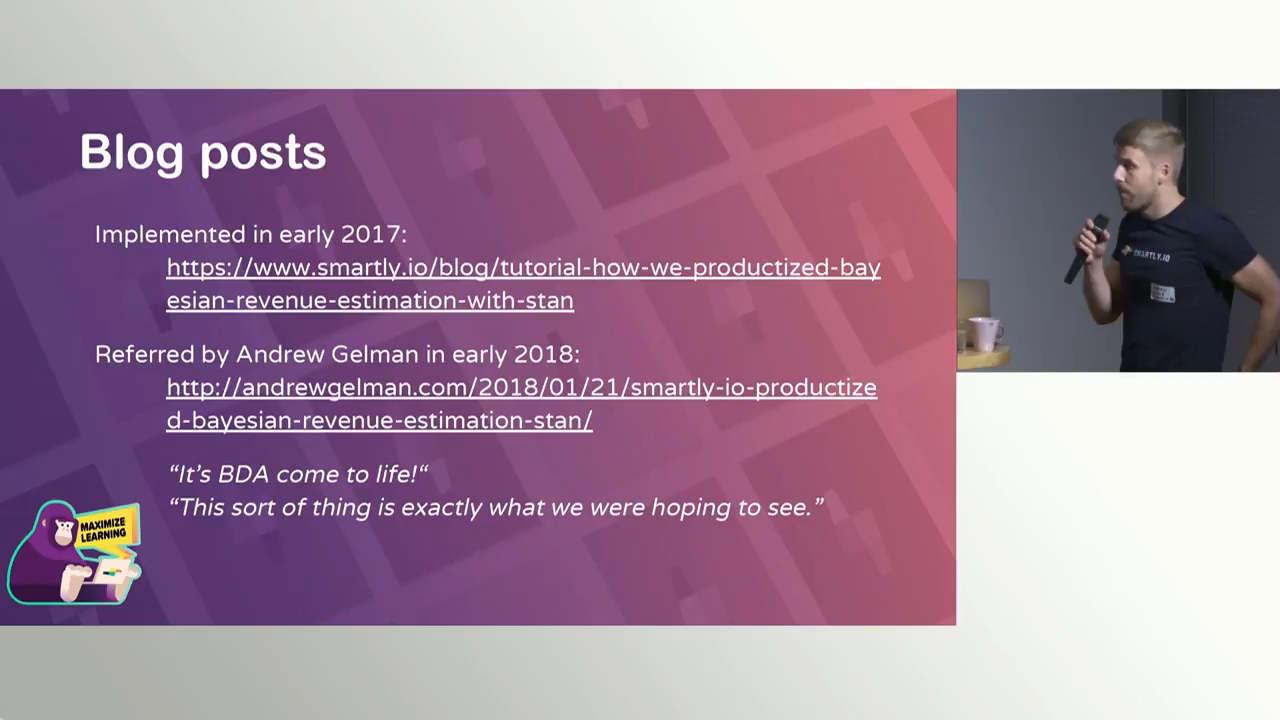 Blog posts
Implemented in early 2017:
https://www.smartly.io/blog/tutorial-how-we-productized-bay
esian-revenue-estimation-with-stan
Referred by Andrew Gelman in early 2018:
http://andrewgelman.com/2018/01/21/smartly-io-productize
d-bayesian-revenue-estimation-stan/
“It’s BDA come to life!“
“This sort of thing is exactly what we were hoping to see.”
MAXIMIZE
LEARNING
SMARTLY.IO